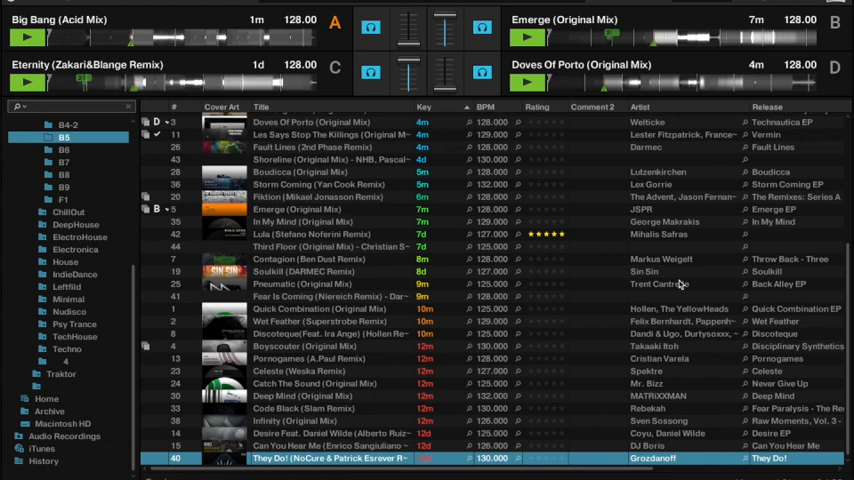 Big Bang (Acid Mix) 1m 128.00 A
Emerge (Original Mix) 7m 128.00 B
Eternity (Zakari&Blange Remix) 1d 128.00 C
Doves Of Porto (Original Mix) 4m 128.00 D
# Cover Art Title Key BPM Rating Comment 2 Artist Release
B4-2
B5
B6
B7
B8
B9
F1
ChillOut
DeepHouse
ElectroHouse
Electronica
House
IndieDance
Leftfild
Minimal
Nudisco
Psy Trance
TechHouse
Techno
4
Traktor
Home
Archive
Macintosh HD
Audio Recordings
iTunes
History
D 3 Doves Of Porto (Original Mix) 4m 128.000 Welticke Technautica EP
11 Les Says Stop The Killings (Original M~ 4m 128.000 Lester Fitzpatrick, France~ Vermin
26 Fault Lines (2nd Phase Remix) 4m 128.000 Darmec Fault Lines
43 Shoreline (Original Mix) - NHB, Pascal~ 4d 130.000
28 Boudicca (Original Mix) 5m 128.000 Lutzenkirchen Boudicca
36 Storm Coming (Yan Cook Remix) 5m 132.000 Lex Gorrie Storm Coming EP
20 Fiktion (Mikael Jonasson Remix) 6m 128.000 The Advent, Jason Fernan~ The Remixes: Series A
B 5 Emerge (Original Mix) 7m 128.000 JSPR Emerge EP
35 In My Mind (Original Mix) 7m 129.000 George Makrakis In My Mind
42 Lula (Stefano Noferini Remix) 7d 127.000 Mihalis Safras
44 Third Floor (Original Mix) - Christian S~ 7d 125.000
7 Contagion (Ben Dust Remix) 8m 128.000 Markus Weigelt Throw Back - Three
19 Soulkill (DARMEC Remix) 8d 127.000 Sin Sin Soulkill
25 Pneumatic (Original Mix) 9m 125.000 Trent Cantrelle Back Alley EP
41 Fear Is Coming (Niereich Remix) - Dar~ 9m 128.000
1 Quick Combination (Original Mix) 10m 128.000 Hollen, The YellowHeads Quick Combination EP
2 Wet Feather (Superstrobe Remix) 10m 129.000 Felix Bernhardt, Pappenh~ Wet Feather
8 Discoteque(Feat. Ira Ange) (Hollen Re~ 10m 125.000 Dandi & Ugo, Durtysoxxx, ~ Discoteque
4 Boyscouter (Original Mix) 12m 128.000 Takaaki Itoh Disciplinary Synthetics
13 Pornogames (A.Paul Remix) 12m 128.000 Cristian Varela Pornogames
23 Celeste (Weska Remix) 12m 125.000 Spektre Celeste
24 Catch The Sound (Original Mix) 12m 125.000 Mr. Bizz Never Give Up
30 Deep Mind (Original Mix) 12m 128.000 MATRiXXMAN Deep Mind
33 Code Black (Slam Remix) 12m 130.000 Rebekah Fear Paralysis - The Re
38 Infinity (Original Mix) 12m 126.000 Sven Sossong Raw Moments, Vol. 3 -
14 Desire Feat. Daniel Wilde (Alberto Ruiz~ 12d 125.000 Coyu, Daniel Wilde Desire EP
15 Can You Hear Me (Enrico Sangiuliano ~ 12d 127.000 DJ Boris Can You Hear Me
40 They Do! (NoCure & Patrick Esrever R~ 12d 130.000 Grozdanoff They Do!